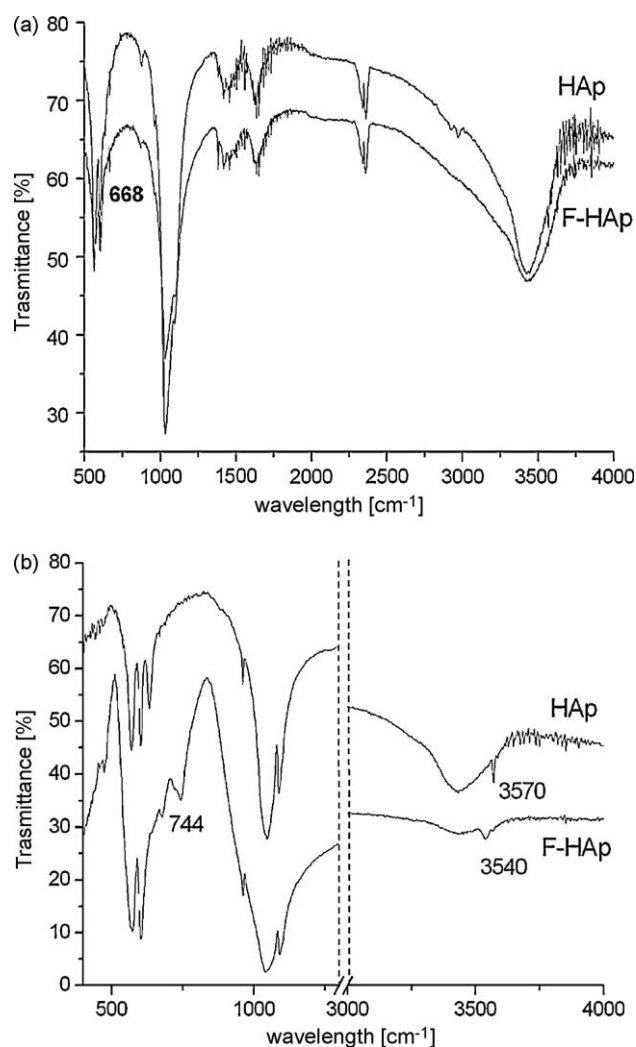 (a)
80
70
60
50
40
30
Trasmittance [%]
HAp
F-HAp
668
500 1000 1500 2000 2500 3000 3500 4000
wavelength [cm⁻¹]
(b)
80
70
60
50
40
30
20
10
0
Trasmittance [%]
HAp
3570
744
F-HAp
3540
500 1000 3000 3500 4000
wavelength [cm⁻¹]